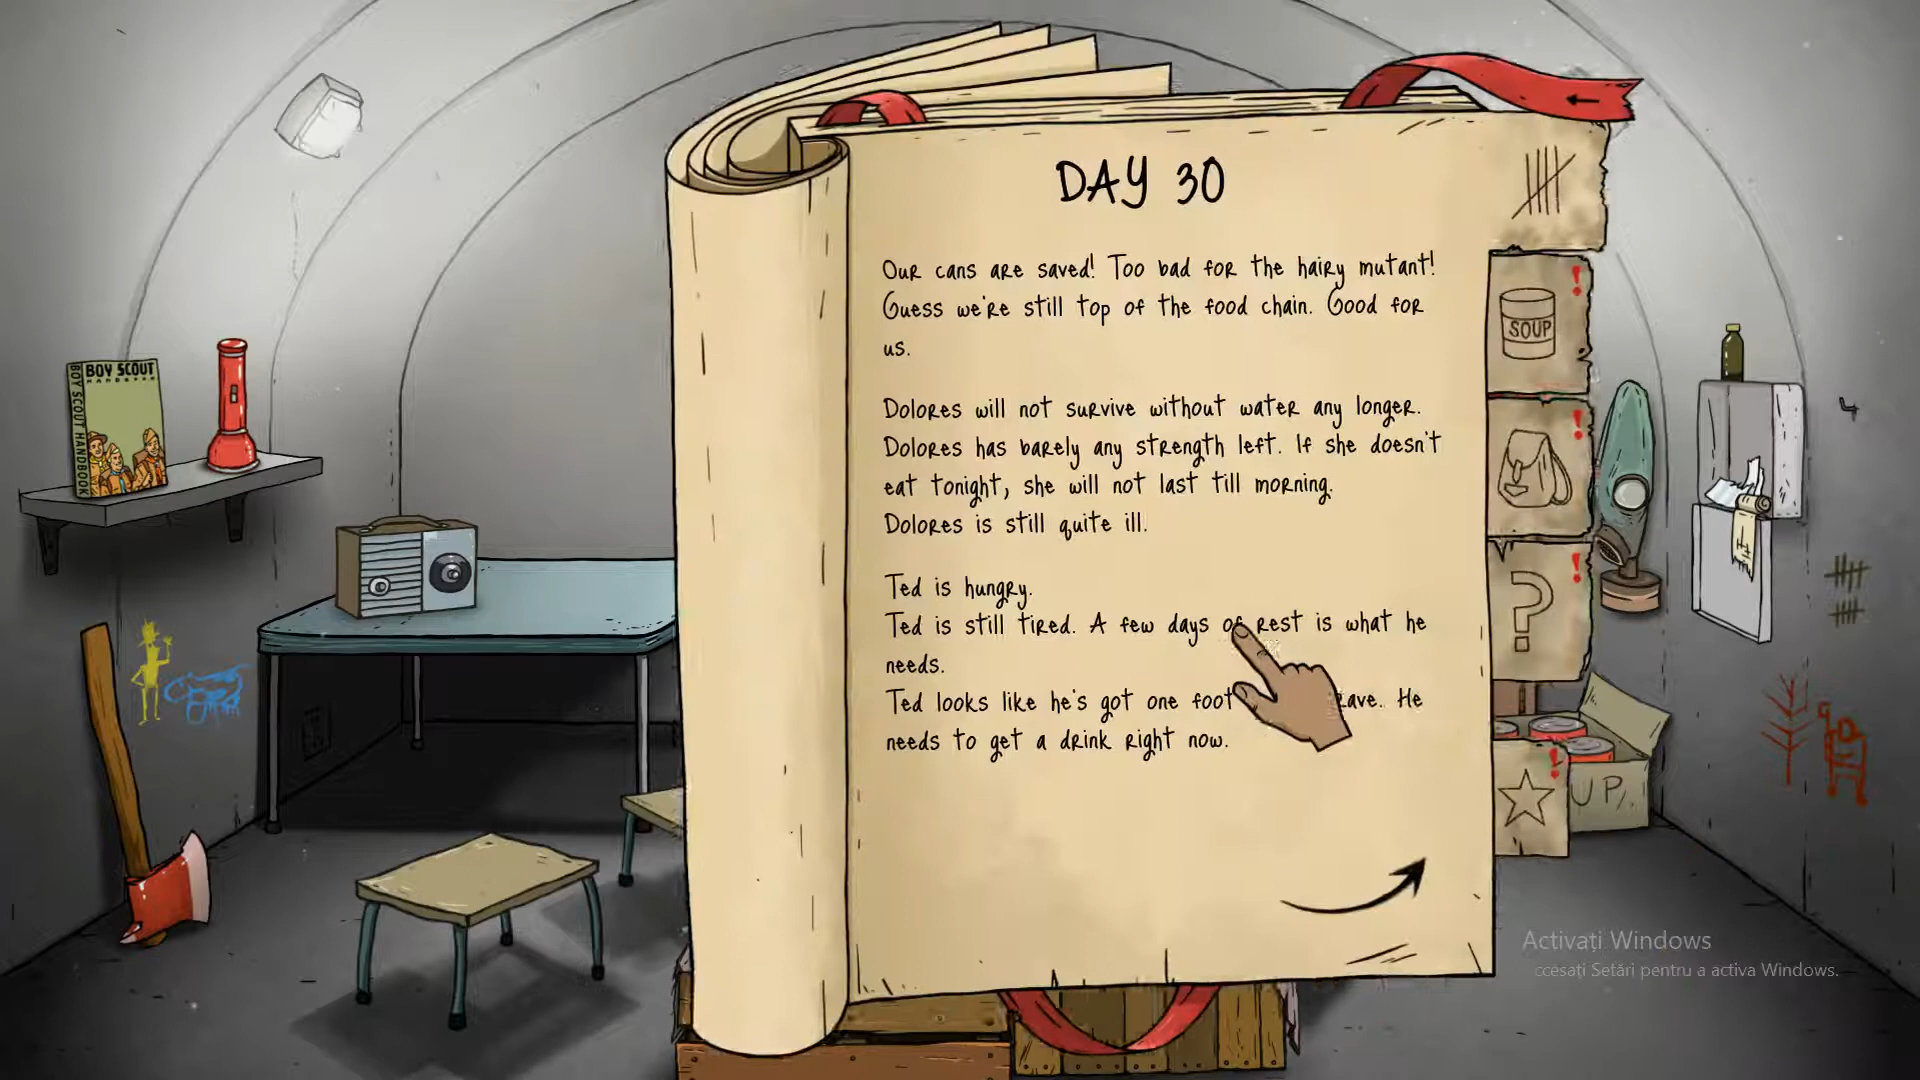 DAY 30
Our cans are saved! Too bad for the hairy mutant!
Guess we're still top of the food chain. Good for
us.
Dolores will not survive without water any longer.
Dolores has barely any strength left. If she doesn't
eat tonight, she will not last till morning.
Dolores is still quite ill.
Ted is hungry.
Ted is still tired. A few days of rest is what he
needs.
Ted looks like he's got one foot He
needs to get a drink right now.
BOY SCOUT
HANDBOOK
BOY SCOUT HANDBOOK
SOUP
!
!
?
!
!
UP
Activați Windows
ccesați Setări pentru a activa Windows.